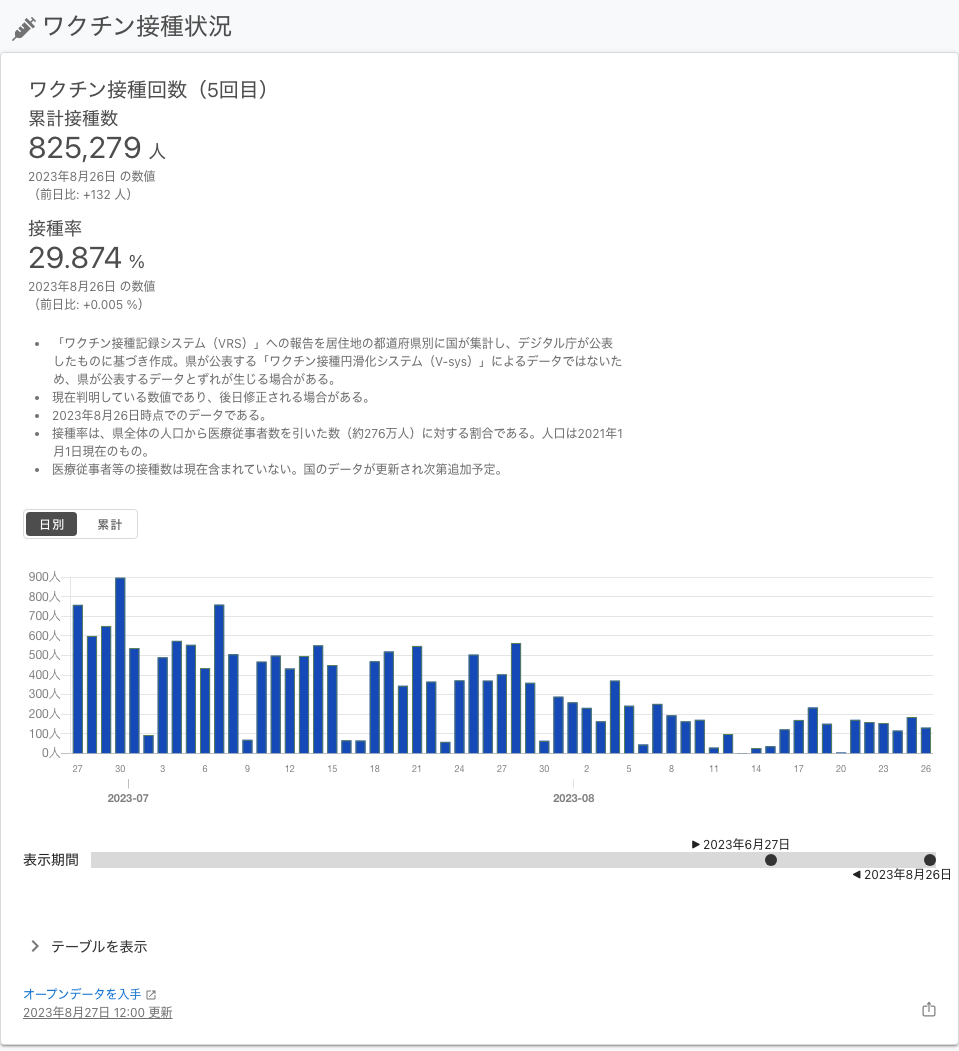 ワクチン接種状況
ワクチン接種回数（5回目）
累計接種数
825,279 人
2023年8月26日 の数値
（前日比: +132 人）
接種率
29.874 %
2023年8月26日 の数値
（前日比: +0.005 %）
• 「ワクチン接種記録システム（VRS）」への報告を居住地の都道府県別に国が集計し、デジタル庁が公表
したものに基づき作成。県が公表する「ワクチン接種円滑化システム（V-sys）」によるデータではないた
め、県が公表するデータとずれが生じる場合がある。
• 現在判明している数値であり、後日修正される場合がある。
• 2023年8月26日時点でのデータである。
• 接種率は、県全体の人口から医療従事者数を引いた数（約276万人）に対する割合である。人口は2021年1
月1日現在のもの。
• 医療従事者等の接種数は現在含まれていない。国のデータが更新され次第追加予定。
日別 累計
900人
800人
700人
600人
500人
400人
300人
200人
100人
0人
27 30 3 6 9 12 15 18 21 24 27 30 2 5 8 11 14 17 20 23 26
2023-07 2023-08
▶ 2023年6月27日
表示期間
◀ 2023年8月26日
テーブルを表示
オープンデータを入手
2023年8月27日 12:00 更新